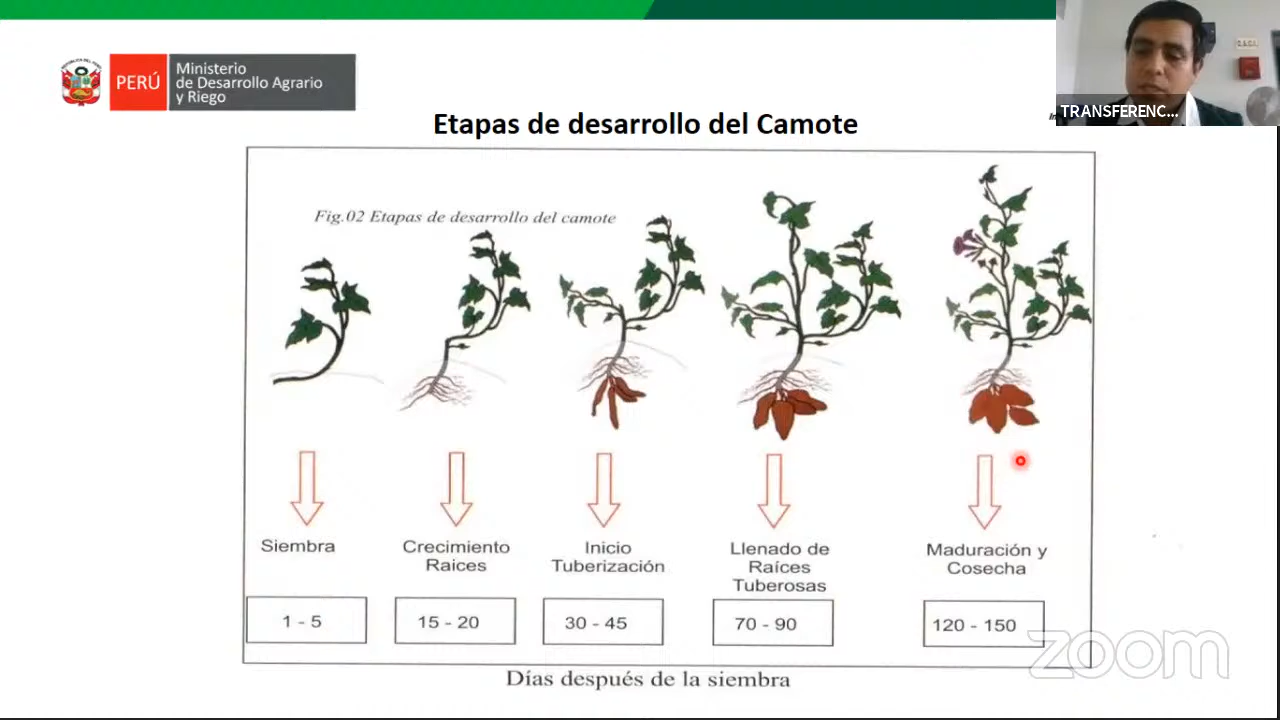 PERÚ
Ministerio
de Desarrollo Agrario
y Riego
TRANSFERENC...
Etapas de desarrollo del Camote
Fig.02 Etapas de desarrollo del camote
Siembra
Crecimiento
Raices
Inicio
Tuberización
Llenado de
Raíces
Tuberosas
Maduración y
Cosecha
1 - 5
15 - 20
30 - 45
70 - 90
120 - 150
Días después de la siembra
zoom